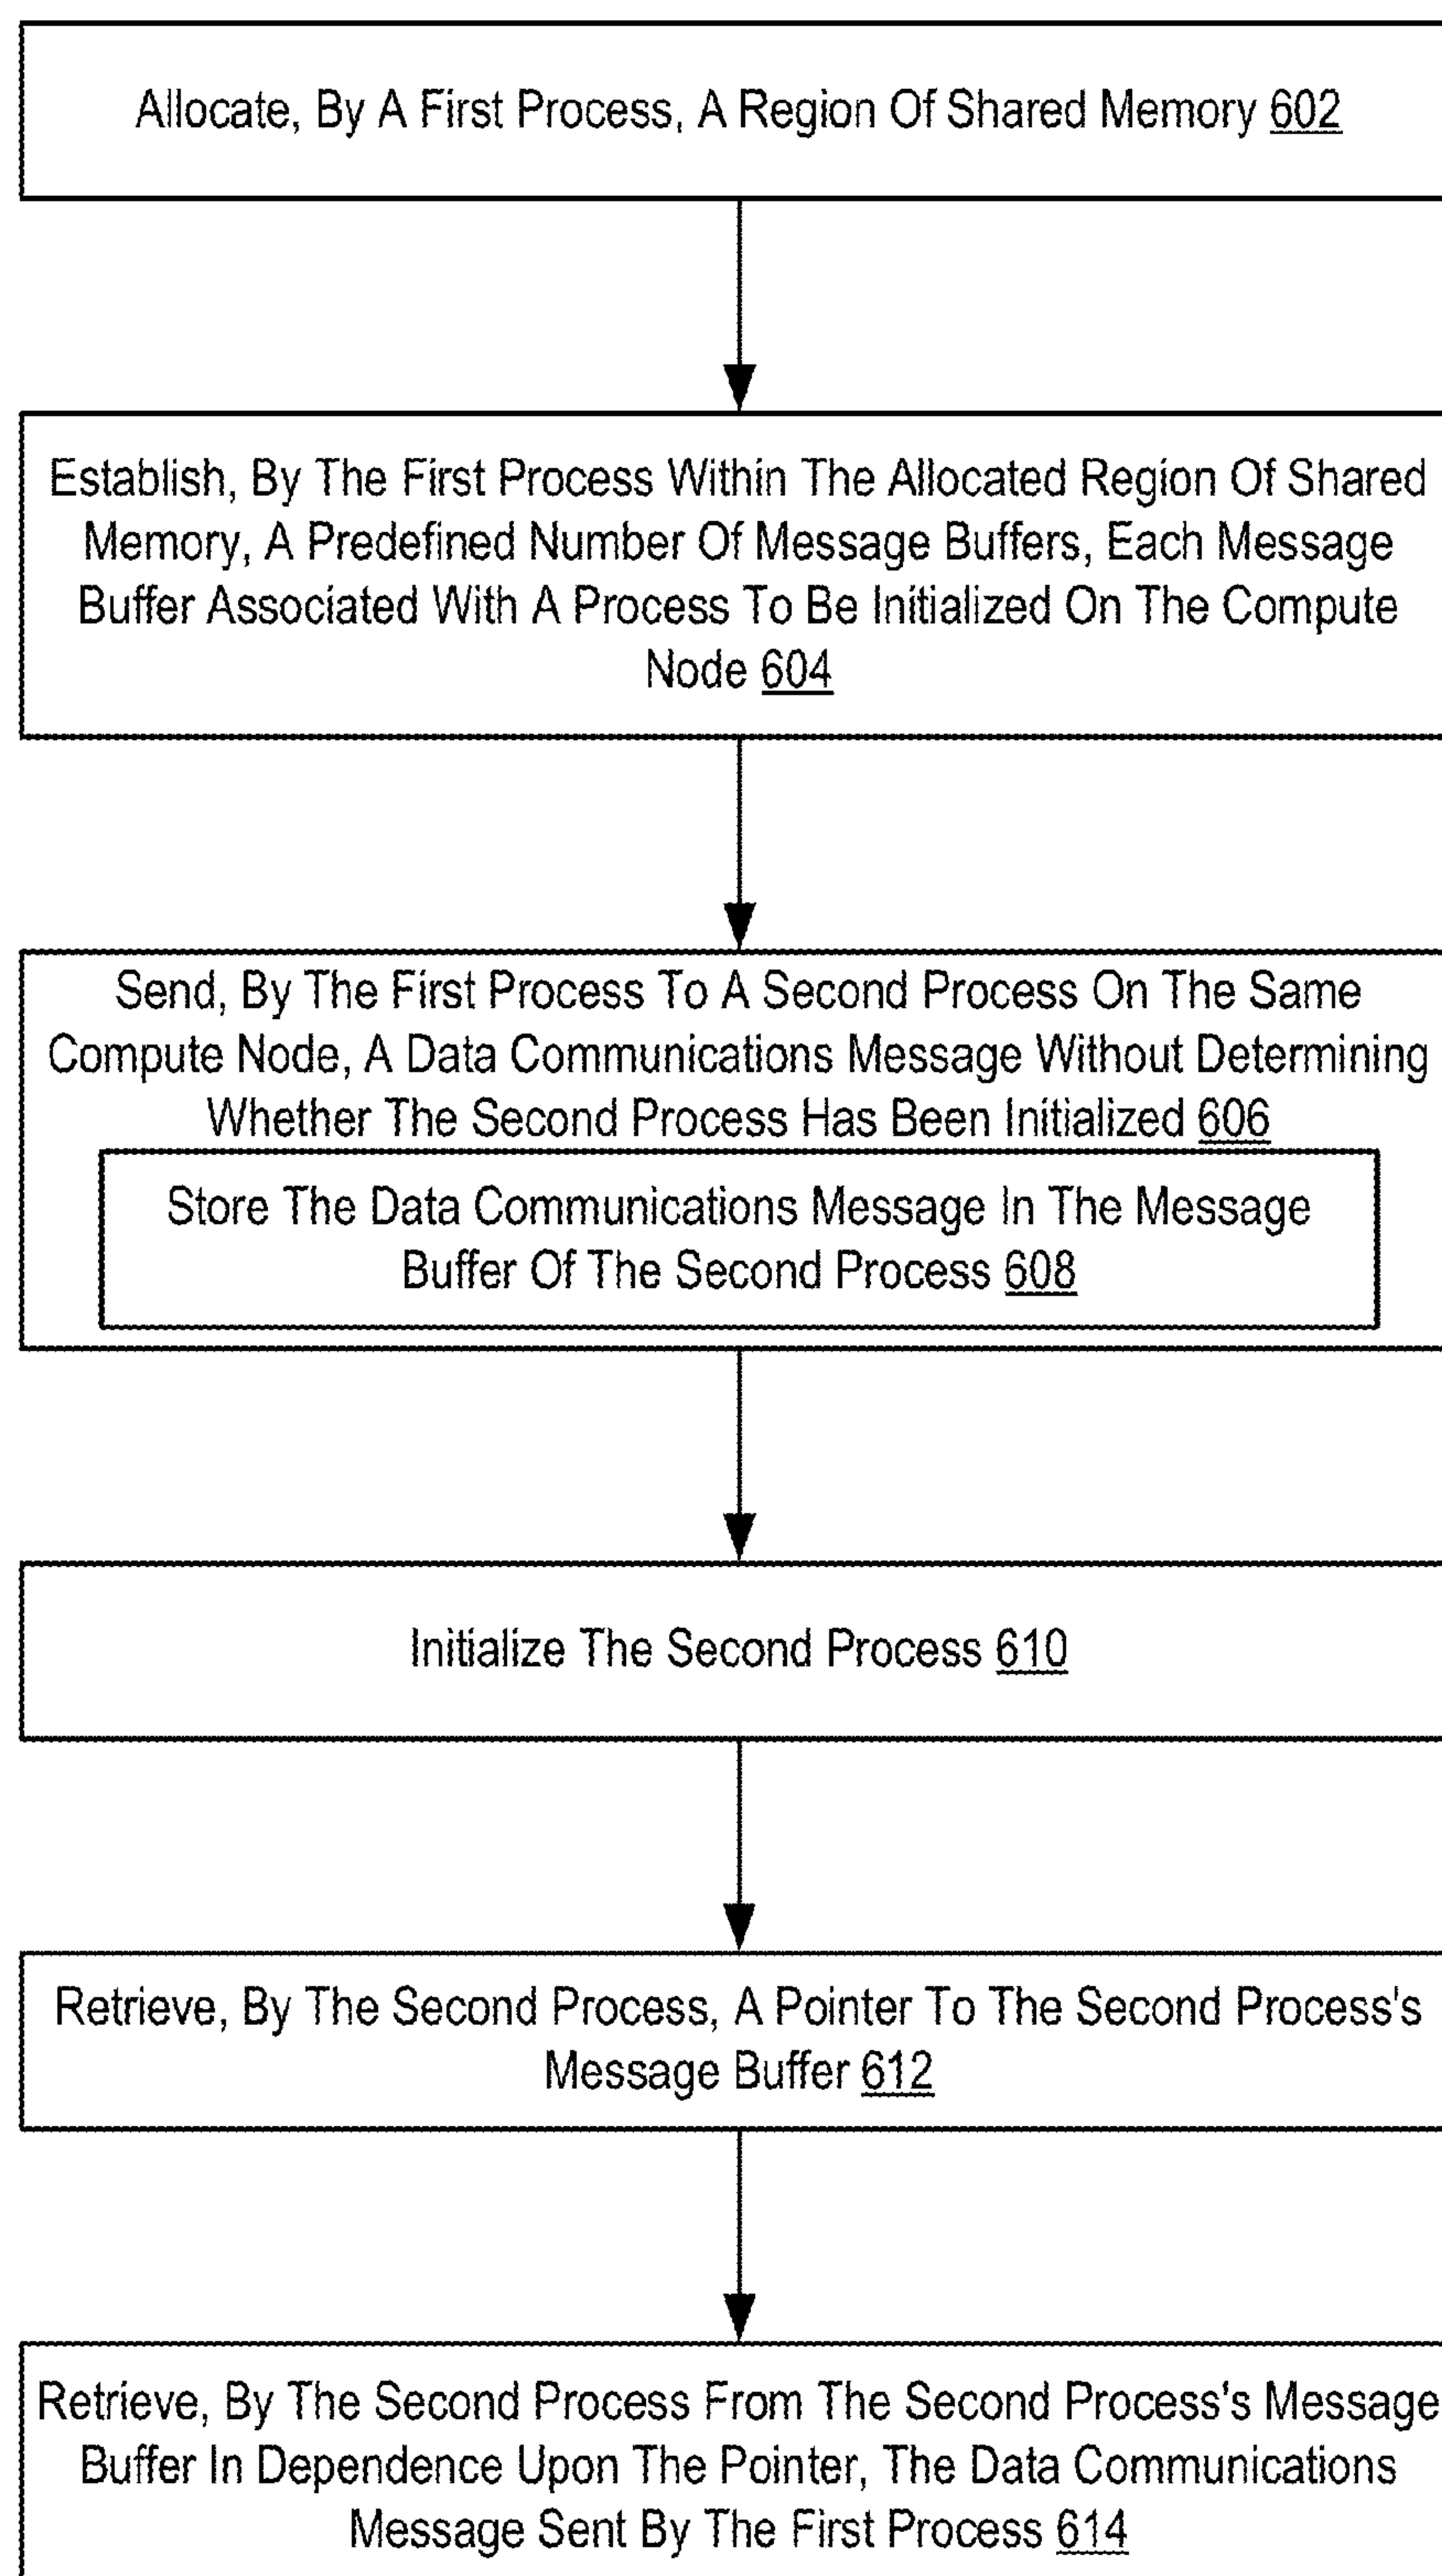 Allocate, By A First Process, A Region Of Shared Memory 602
Establish, By The First Process Within The Allocated Region Of Shared
Memory, A Predefined Number Of Message Buffers, Each Message
Buffer Associated With A Process To Be Initialized On The Compute
Node 604
Send, By The First Process To A Second Process On The Same
Compute Node, A Data Communications Message Without Determining
Whether The Second Process Has Been Initialized 606
Store The Data Communications Message In The Message
Buffer Of The Second Process 608
Initialize The Second Process 610
Retrieve, By The Second Process, A Pointer To The Second Process's
Message Buffer 612
Retrieve, By The Second Process From The Second Process's Message
Buffer In Dependence Upon The Pointer, The Data Communications
Message Sent By The First Process 614